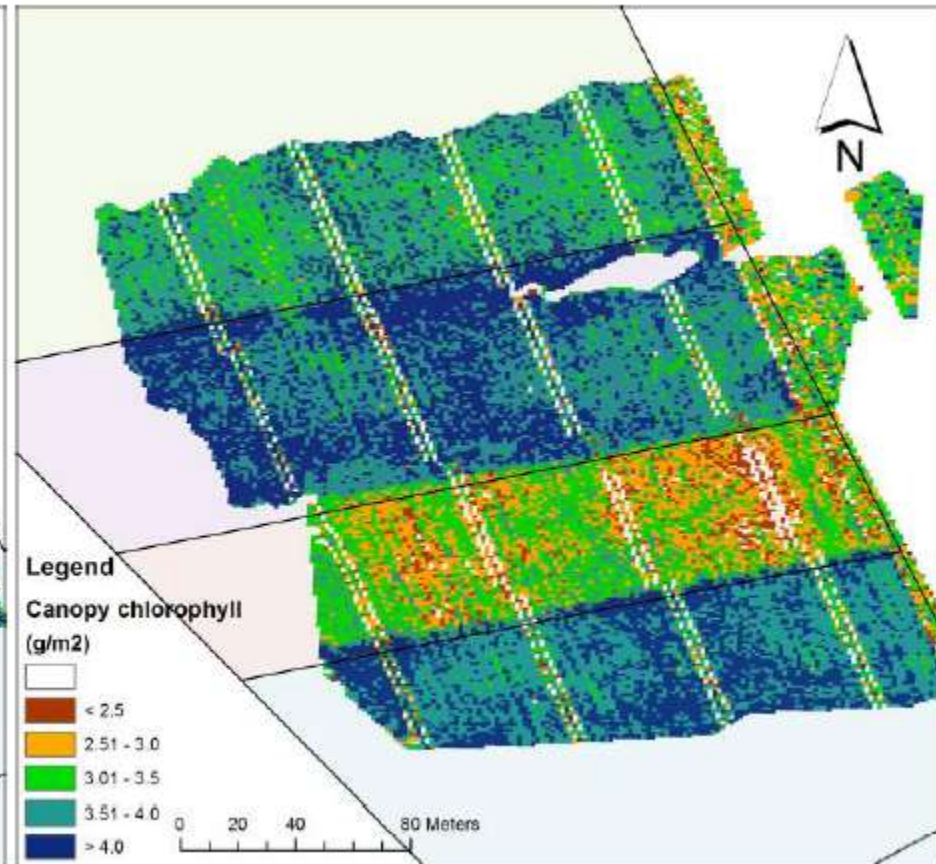 N
Legend
Canopy chlorophyll
(g/m2)
< 2.5
2.51 - 3.0
3.01 - 3.5
3.51 - 4.0
> 4.0
0 20 40 80 Meters